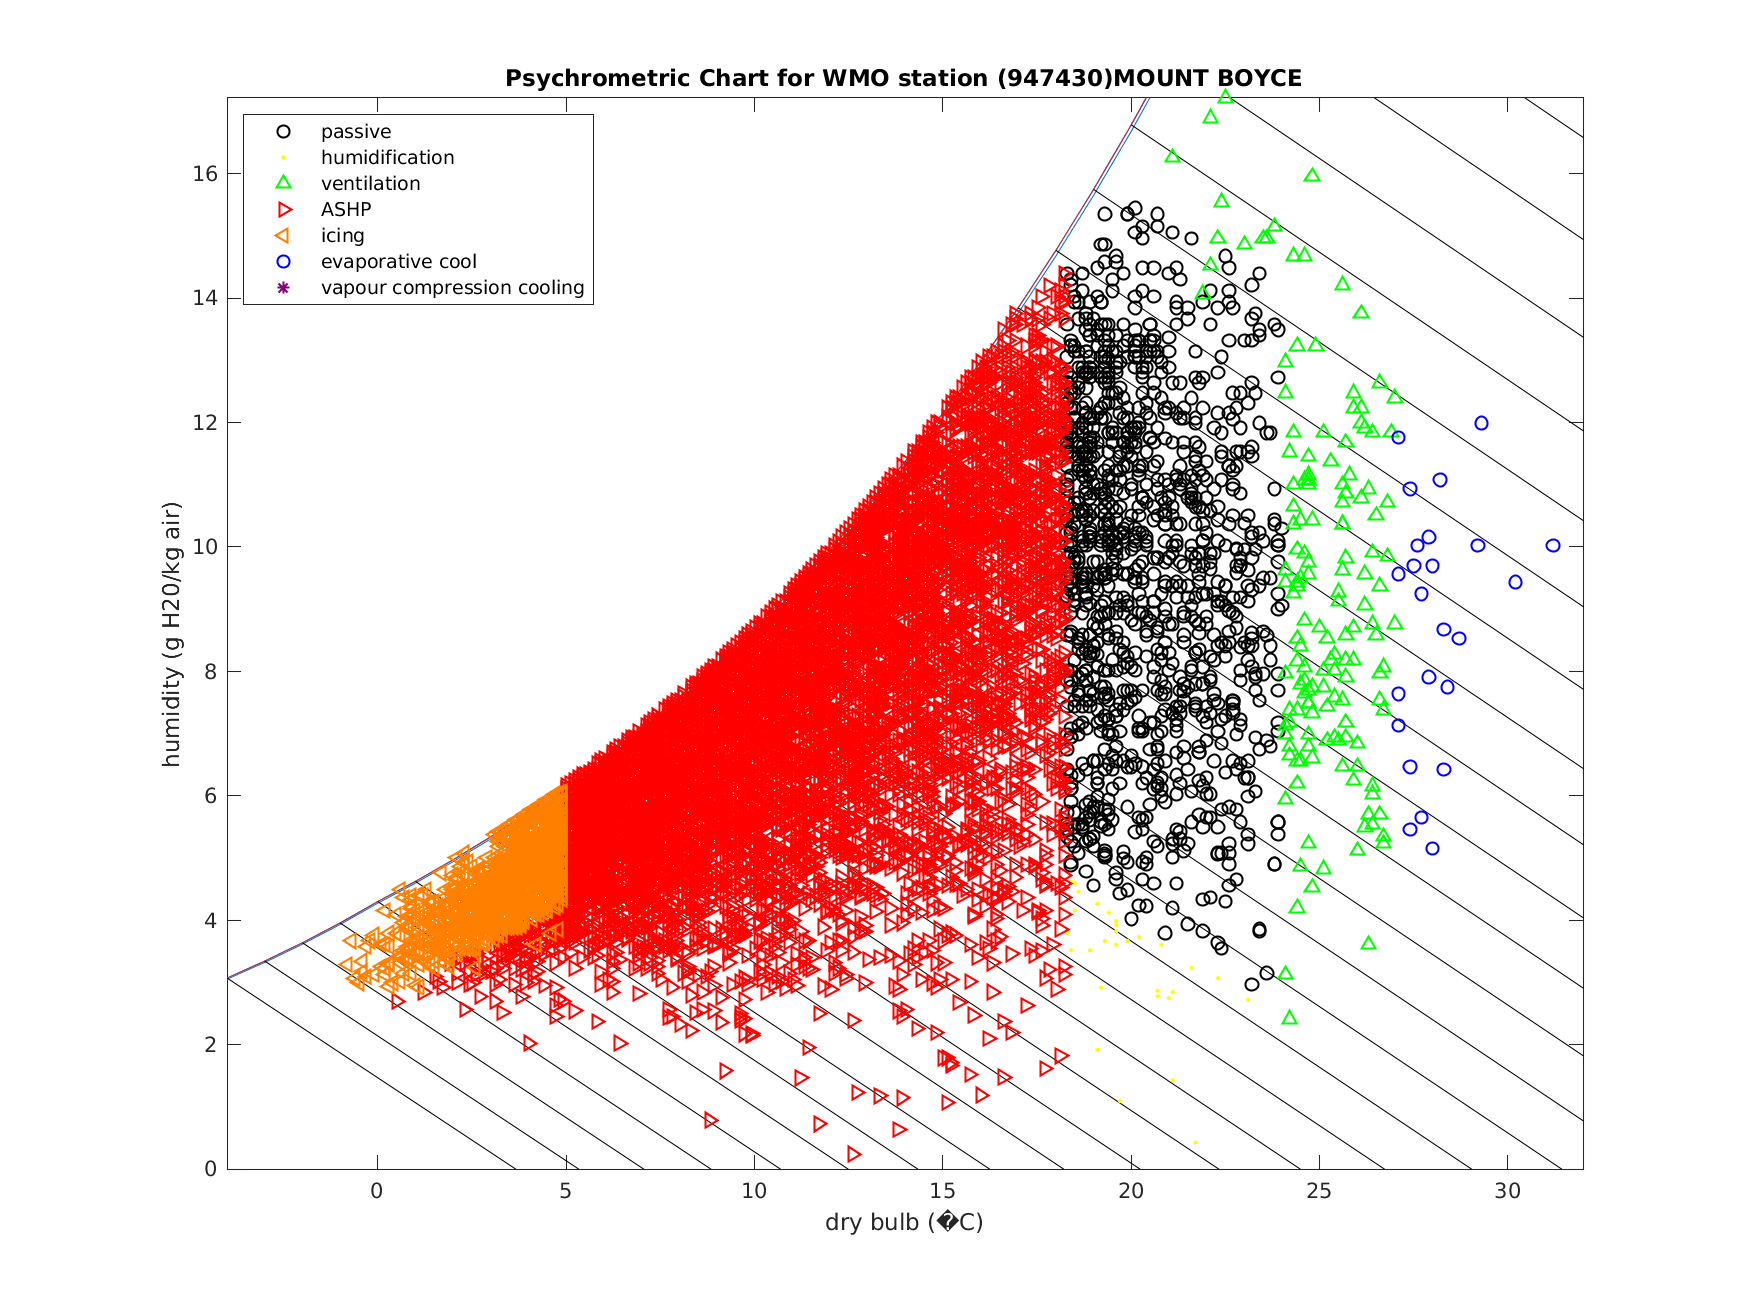 Psychrometric Chart for WMO station (947430)MOUNT BOYCE
passive
humidification
ventilation
ASHP
icing
evaporative cool
vapour compression cooling
humidity (g H20/kg air)
16
14
12
10
8
6
4
2
0
0 5 10 15 20 25 30
dry bulb (�C)